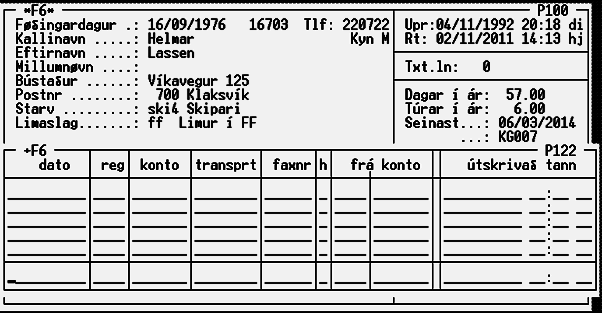 *F6* P100
Føðingardagur .: 16/09/1976 16703 Tlf: 220722 Upr:04/11/1992 20:18 di
Kallinavn .....: Helmar Kyn M Rt: 02/11/2011 14:13 hj
Eftirnavn .....: Lassen
Millumnøvn ....: Txt.ln: 0
Bústaður ......: Víkavegur 125
Postnr ........: 700 Klaksvík Dagar í ár: 57.00
Starv .........: ski4 Skipari Túrar í ár: 6.00
Limaslag.......: ff Limur í FF Seinast...: 06/03/2014
...: KG007
+F6 P122
dato reg konto transprt faxnr h frá konto útskrivað tann